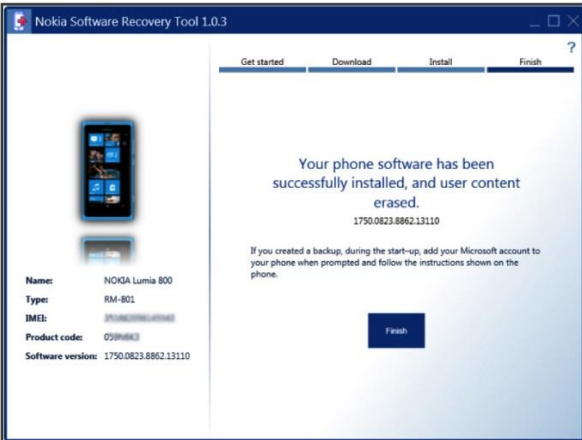 Nokia Software Recovery Tool 1.0.3
?
Get started Download Install Finish
Your phone software has been
successfully installed, and user content
erased.
1750.0823.8862.13110
If you created a backup, during the start-up, add your Microsoft account to
your phone when prompted and follow the instructions shown on the
phone.
Name: NOKIA Lumia 800
Type: RM-801
IMEI:
Product code:
Software version: 1750.0823.8862.13110
Finish